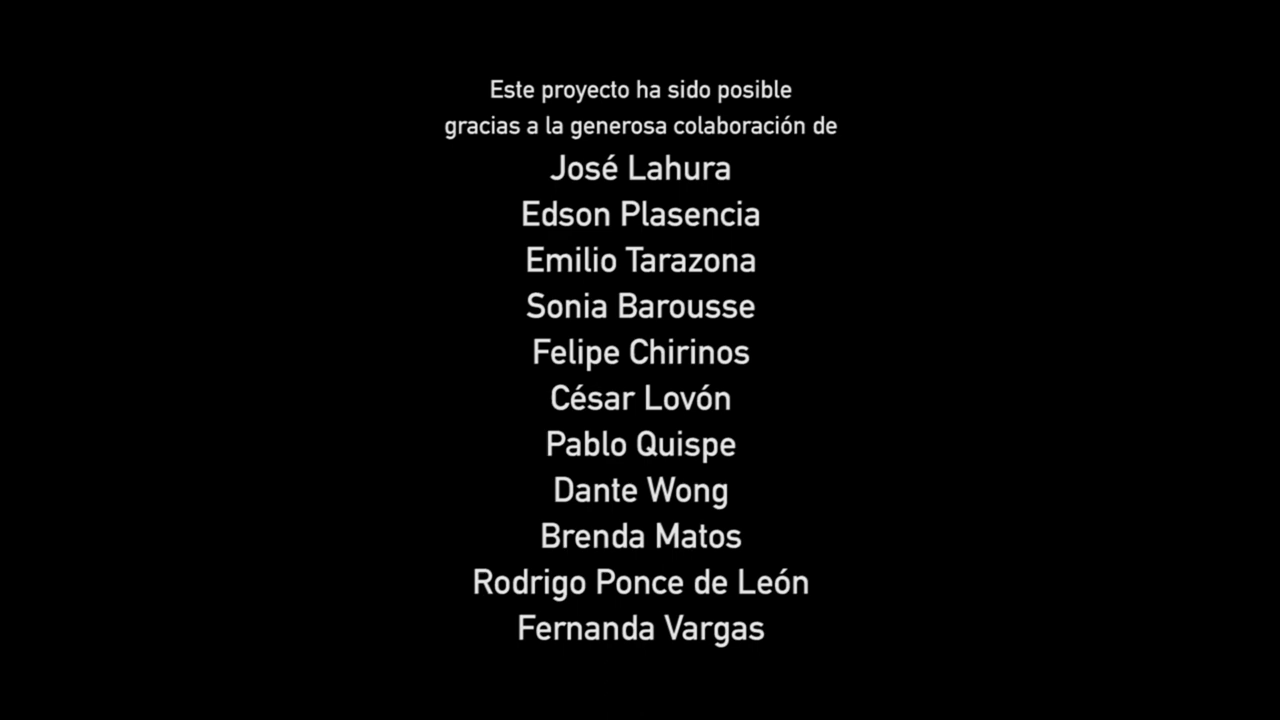 Este proyecto ha sido posible
gracias a la generosa colaboración de
José Lahura
Edson Plasencia
Emilio Tarazona
Sonia Barousse
Felipe Chirinos
César Lovón
Pablo Quispe
Dante Wong
Brenda Matos
Rodrigo Ponce de León
Fernanda Vargas